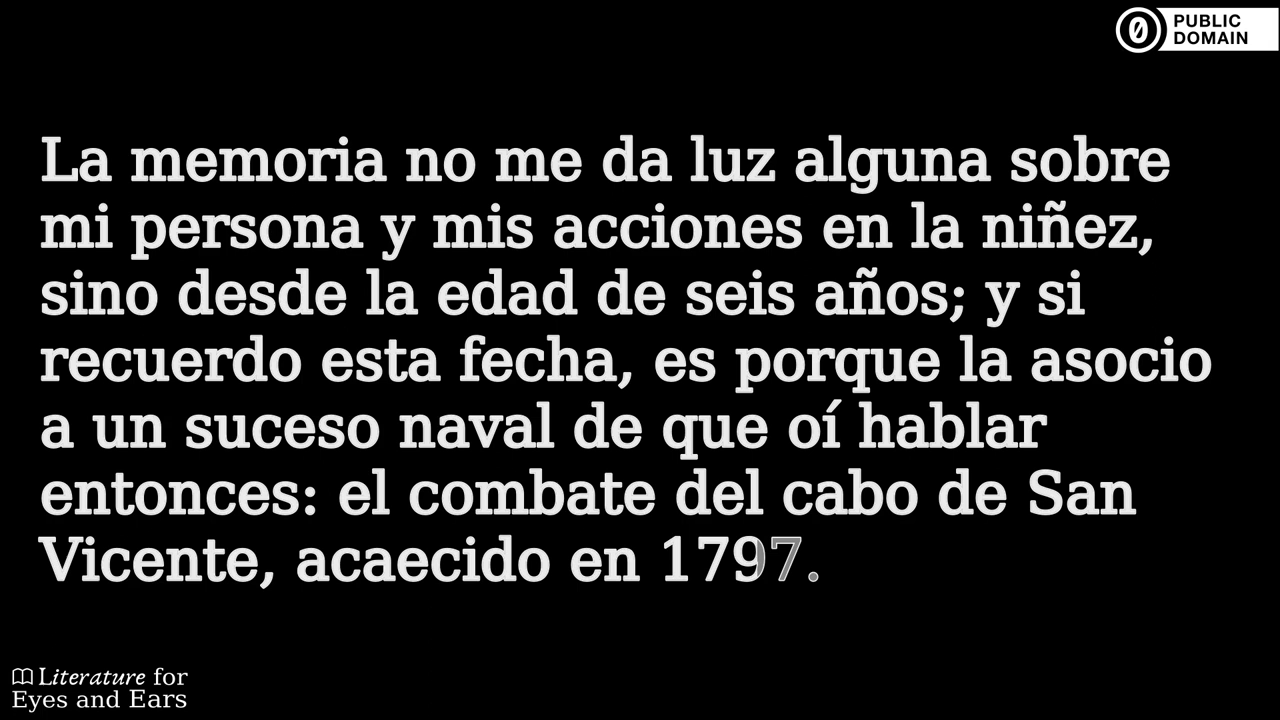 PUBLIC
DOMAIN
La memoria no me da luz alguna sobre
mi persona y mis acciones en la niñez,
sino desde la edad de seis años; y si
recuerdo esta fecha, es porque la asocio
a un suceso naval de que oí hablar
entonces: el combate del cabo de San
Vicente, acaecido en 1797.
Literature for
Eyes and Ears